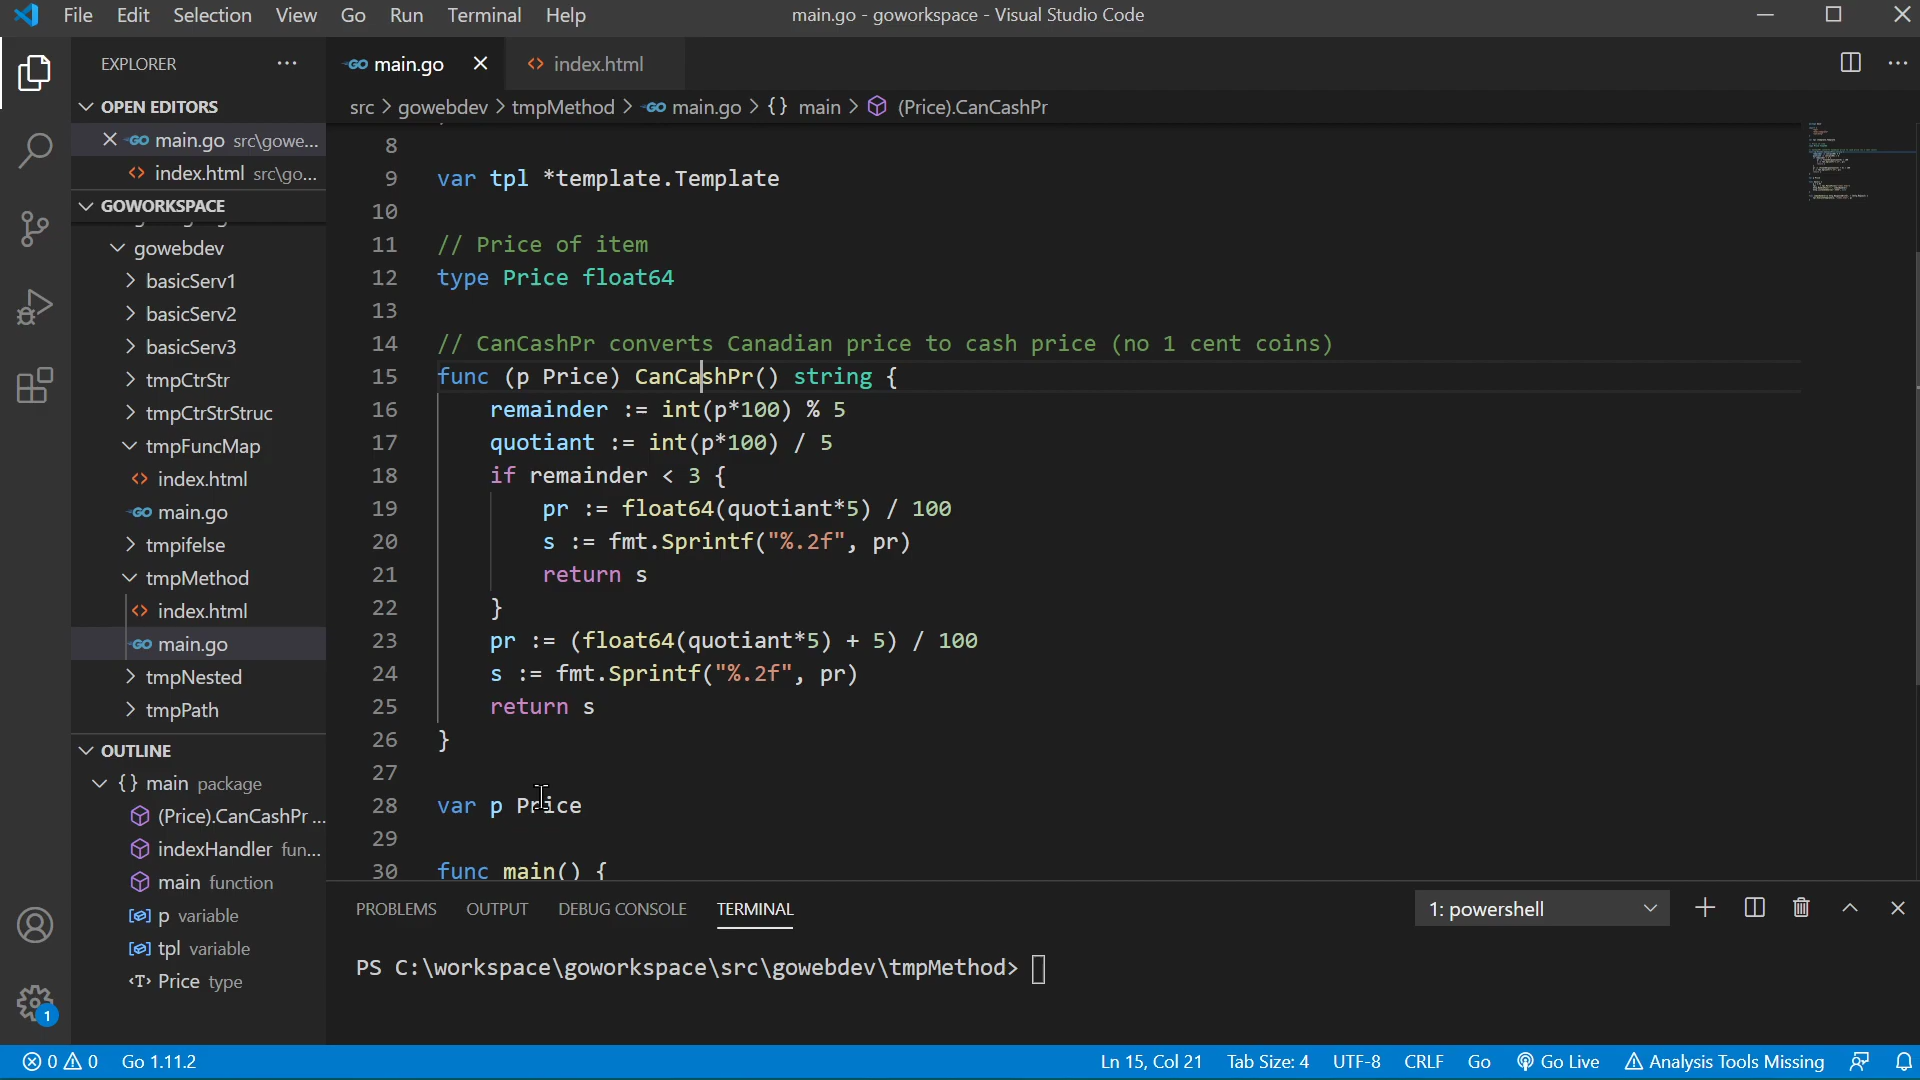 File Edit Selection View Go Run Terminal Help
main.go - goworkspace - Visual Studio Code
EXPLORER
OPEN EDITORS
main.go src\gowe...
index.html src\go...
GOWORKSPACE
gowebdev
basicServ1
basicServ2
basicServ3
tmpCtrStr
tmpCtrStrStruc
tmpFuncMap
index.html
main.go
tmpifelse
tmpMethod
index.html
main.go
tmpNested
tmpPath
OUTLINE
{} main package
(Price).CanCashPr ...
indexHandler fun...
main function
p variable
tpl variable
Price type
main.go
index.html
src > gowebdev > tmpMethod > main.go > {} main > (Price).CanCashPr
8
9 var tpl *template.Template
10
11 // Price of item
12 type Price float64
13
14 // CanCashPr converts Canadian price to cash price (no 1 cent coins)
15 func (p Price) CanCashPr() string {
16 remainder := int(p*100) % 5
17 quotiant := int(p*100) / 5
18 if remainder < 3 {
19 pr := float64(quotiant*5) / 100
20 s := fmt.Sprintf("%.2f", pr)
21 return s
22 }
23 pr := (float64(quotiant*5) + 5) / 100
24 s := fmt.Sprintf("%.2f", pr)
25 return s
26 }
27
28 var p Price
29
30 func main() {
PROBLEMS OUTPUT DEBUG CONSOLE TERMINAL
1: powershell
PS C:\workspace\goworkspace\src\gowebdev\tmpMethod>
1
0 0 Go 1.11.2
Ln 15, Col 21 Tab Size: 4 UTF-8 CRLF Go Go Live Analysis Tools Missing